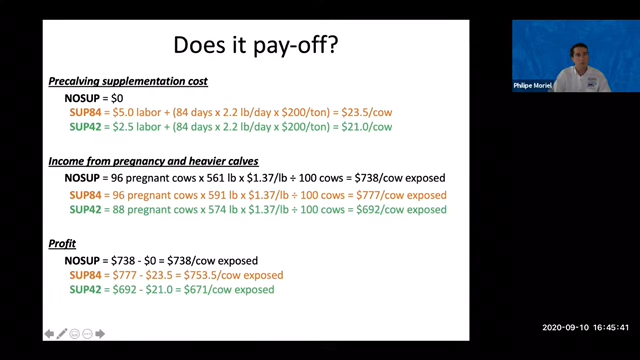 Does it pay-off?
Philipe Moriel
Precalving supplementation cost
NOSUP = $0
SUP84 = $5.0 labor + (84 days x 2.2 lb/day x $200/ton) = $23.5/cow
SUP42 = $2.5 labor + (84 days x 2.2 lb/day x $200/ton) = $21.0/cow
Income from pregnancy and heavier calves
NOSUP = 96 pregnant cows x 561 lb x $1.37/lb ÷ 100 cows = $738/cow exposed
SUP84 = 96 pregnant cows x 591 lb x $1.37/lb ÷ 100 cows = $777/cow exposed
SUP42 = 88 pregnant cows x 574 lb x $1.37/lb ÷ 100 cows = $692/cow exposed
Profit
NOSUP = $738 - $0 = $738/cow exposed
SUP84 = $777 - $23.5 = $753.5/cow exposed
SUP42 = $692 - $21.0 = $671/cow exposed
2020-09-10 16:45:41